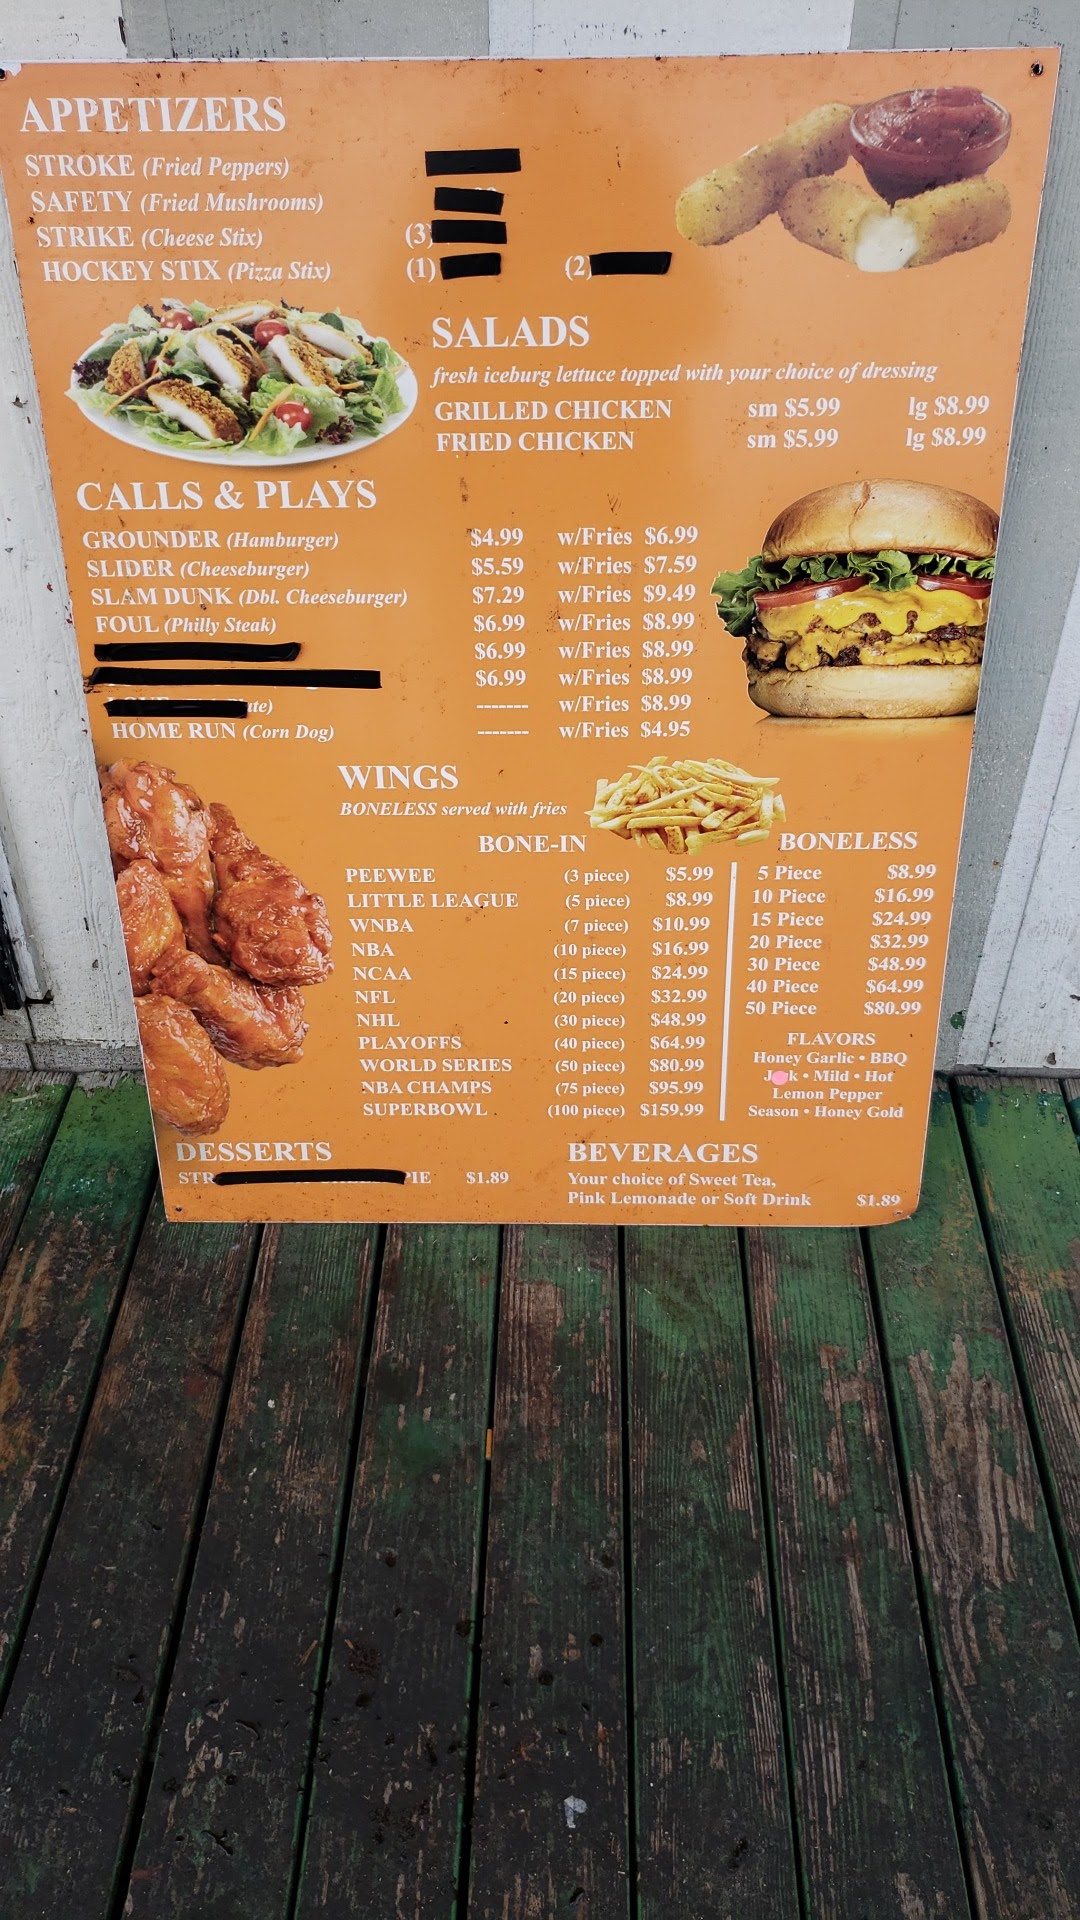 APPETIZERS
STROKE (Fried Peppers)
SAFETY (Fried Mushrooms)
STRIKE (Cheese Stix) (3)
HOCKEY STIX (Pizza Stix) (1) (2)
SALADS
fresh iceburg lettuce topped with your choice of dressing
GRILLED CHICKEN sm $5.99 lg $8.99
FRIED CHICKEN sm $5.99 lg $8.99
CALLS & PLAYS
GROUNDER (Hamburger) $4.99 w/Fries $6.99
SLIDER (Cheeseburger) $5.59 w/Fries $7.59
SLAM DUNK (Dbl. Cheeseburger) $7.29 w/Fries $9.49
FOUL (Philly Steak) $6.99 w/Fries $8.99
$6.99 w/Fries $8.99
$6.99 w/Fries $8.99
------- w/Fries $8.99
HOME RUN (Corn Dog) ------- w/Fries $4.95
WINGS
BONELESS served with fries
BONE-IN
PEEWEE (3 piece) $5.99
LITTLE LEAGUE (5 piece) $8.99
WNBA (7 piece) $10.99
NBA (10 piece) $16.99
NCAA (15 piece) $24.99
NFL (20 piece) $32.99
NHL (30 piece) $48.99
PLAYOFFS (40 piece) $64.99
WORLD SERIES (50 piece) $80.99
NBA CHAMPS (75 piece) $95.99
SUPERBOWL (100 piece) $159.99
BONELESS
5 Piece $8.99
10 Piece $16.99
15 Piece $24.99
20 Piece $32.99
30 Piece $48.99
40 Piece $64.99
50 Piece $80.99
FLAVORS
Honey Garlic • BBQ
• Mild • Hot
Lemon Pepper
Season • Honey Gold
DESSERTS
PIE $1.89
BEVERAGES
Your choice of Sweet Tea,
Pink Lemonade or Soft Drink $1.89